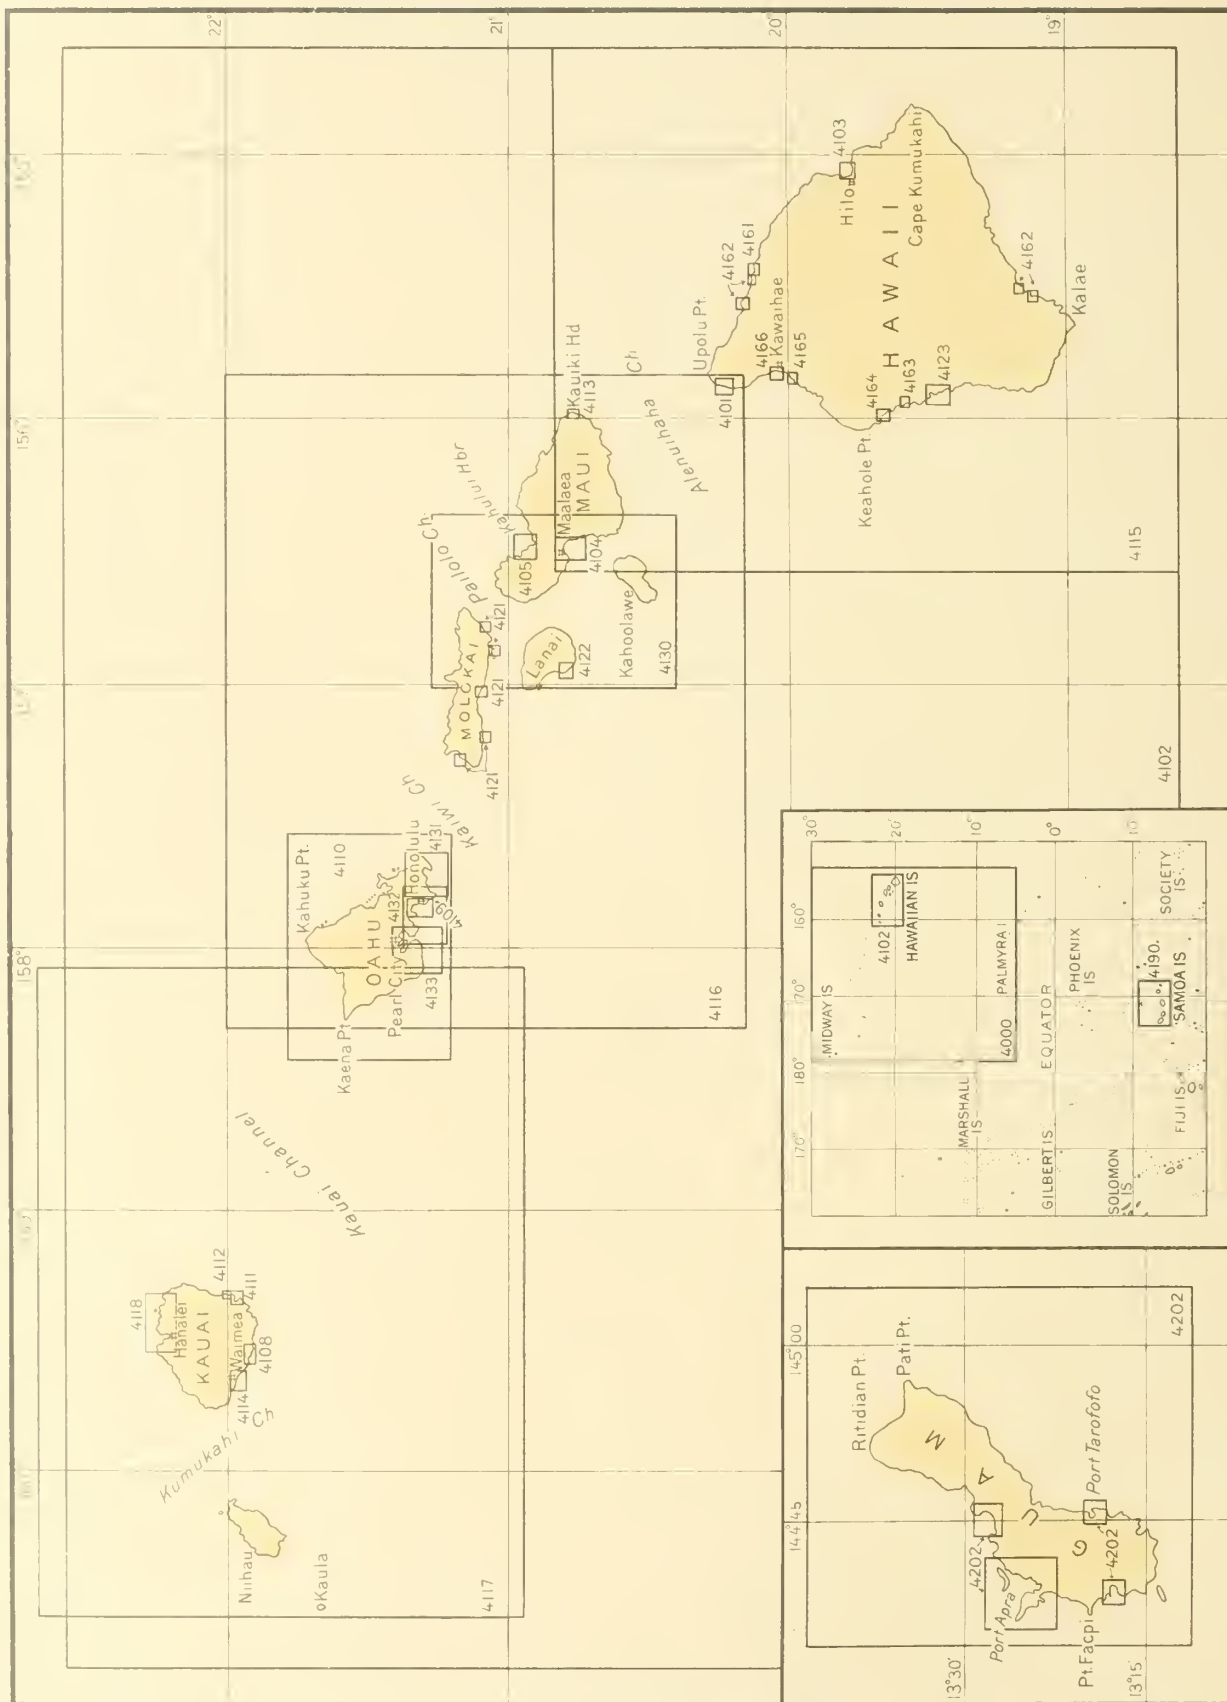 22°
21°
20°
19°
156°
158°
4118
Hanalei
KAUAI
Waimea
4112
4111
4108
4114
Kumukahi Ch
Niihau
Kaula
4117
Kauai Channel
Kahuku Pt.
4110
OAHU
Kaena Pt.
Pearl City
4132
Honolulu
4131
4109
4133
4116
Kaiwi Ch
MOLOKAI
4121
4121
4121
Pailolo Ch.
Kahului Hbr
4105
Lanai
4122
Kahoolawe
4130
Maalaea
MAUI
4104
Kauiki Hd
4113
Alenuihaha Ch
Upolu Pt.
4101
4162
4161
4166
Kawaihae
4165
Hilo
4103
HAWAII
Cape Kumukahi
Keahole Pt.
4164
4163
4123
4162
Kalae
4115
4102
30°
20°
10°
0°
10°
160°
170°
180°
170°
MIDWAY IS
4102
HAWAIIAN IS
PALMYRA I
4000
MARSHALL IS
EQUATOR
GILBERT IS
PHOENIX IS
SOLOMON IS
FIJI IS
4190.
SAMOA IS
SOCIETY IS
145°00
144°45
13°30
13°15
Ritidian Pt.
Pati Pt.
GUAM
4202
Port Apra
Port Tarofofo
4202
4202
Pt. Facpi
4202